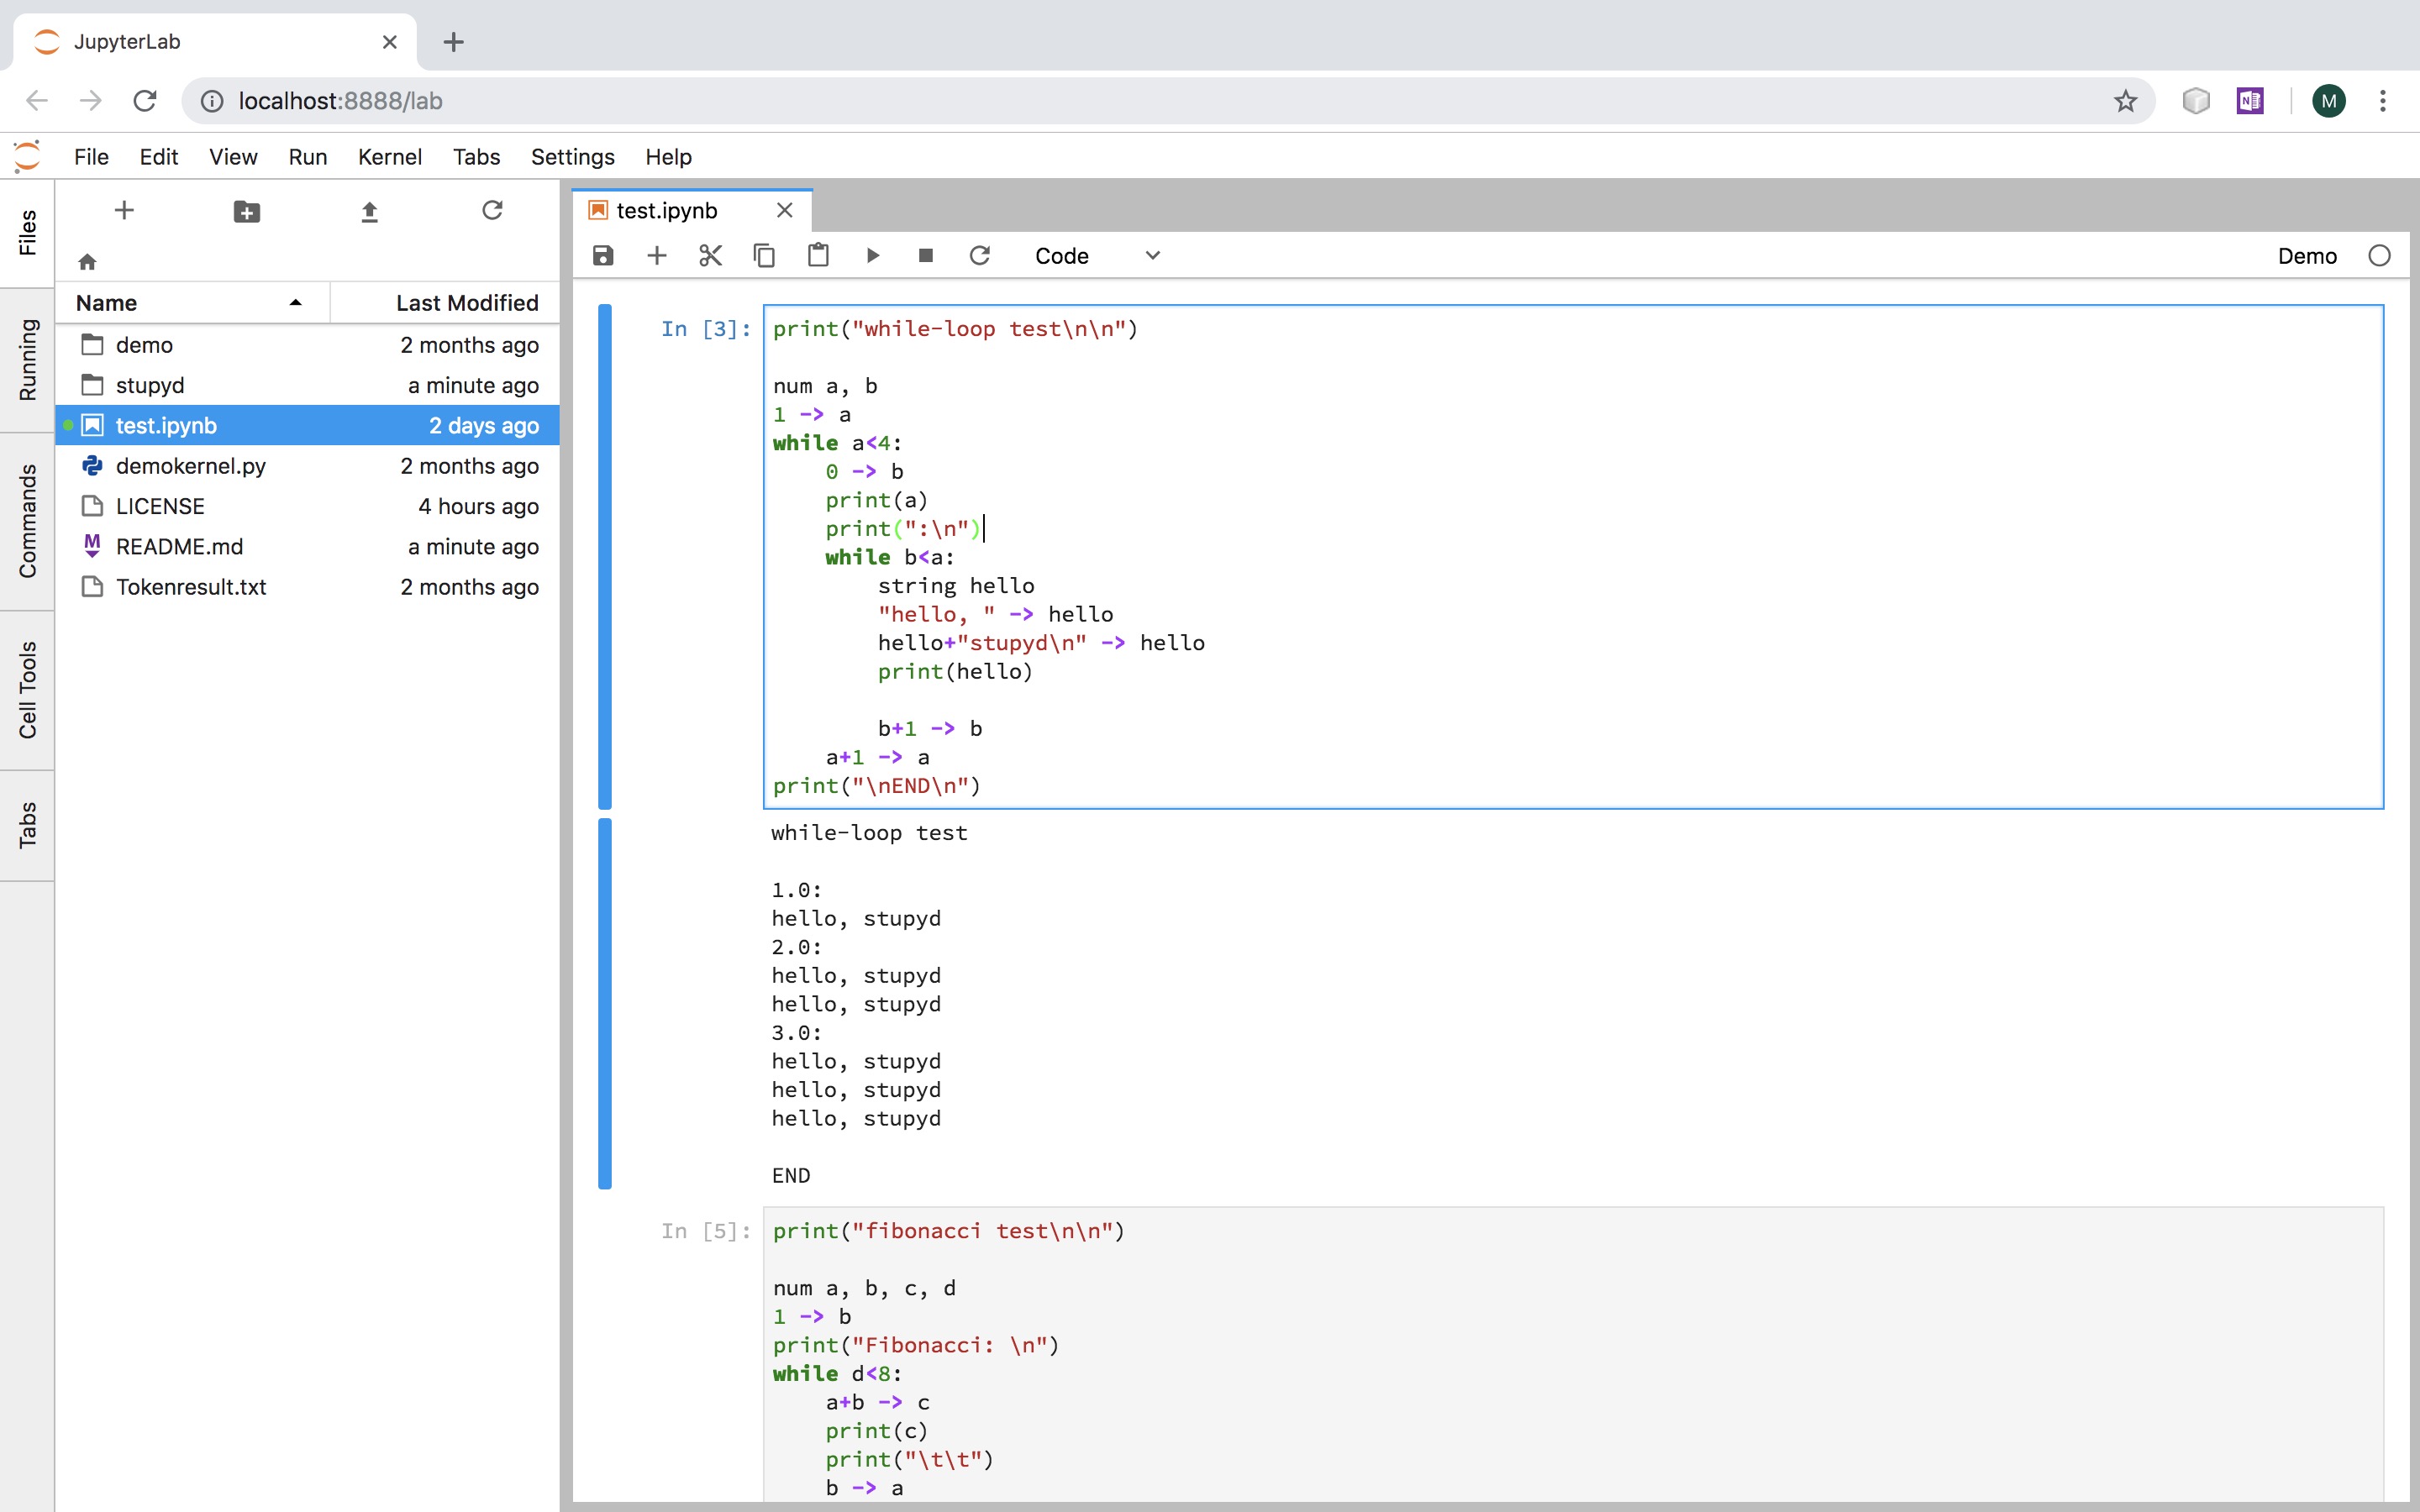 JupyterLab
localhost:8888/lab
M
File Edit View Run Kernel Tabs Settings Help
Files
Running
Commands
Cell Tools
Tabs
Name Last Modified
demo 2 months ago
stupyd a minute ago
test.ipynb 2 days ago
demokernel.py 2 months ago
LICENSE 4 hours ago
M README.md a minute ago
Tokenresult.txt 2 months ago
test.ipynb
Code Demo
In [3]: print("while-loop test\n\n")
num a, b
1 -> a
while a<4:
    0 -> b
    print(a)
    print(":\n")
    while b<a:
        string hello
        "hello, " -> hello
        hello+"stupyd\n" -> hello
        print(hello)
        b+1 -> b
    a+1 -> a
print("\nEND\n")
while-loop test
1.0:
hello, stupyd
2.0:
hello, stupyd
hello, stupyd
3.0:
hello, stupyd
hello, stupyd
hello, stupyd
END
In [5]: print("fibonacci test\n\n")
num a, b, c, d
1 -> b
print("Fibonacci: \n")
while d<8:
    a+b -> c
    print(c)
    print("\t\t")
    b -> a